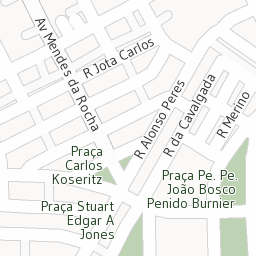 Av Mendes da Rocha
R Jota Carlos
R Alonso Peres
R da Cavalgada
R Merino
Praça
Carlos
Koseritz
Praça Pe. Pe.
João Bosco
Penido Burnier
Praça Stuart
Edgar A
Jones